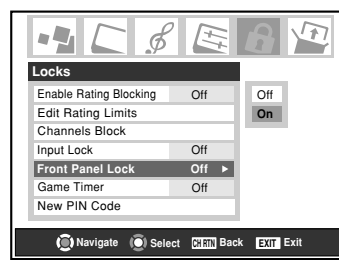 Locks
Enable Rating Blocking Off Off
Edit Rating Limits On
Channels Block
Input Lock Off
Front Panel Lock Off ►
Game Timer Off
New PIN Code
Navigate Select CH RTN Back EXIT Exit